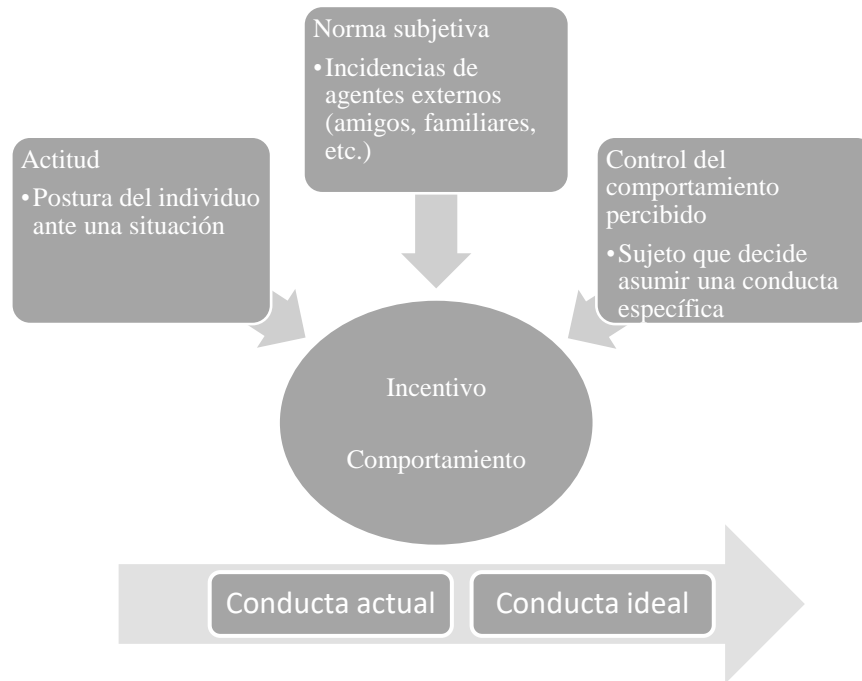 Norma subjetiva
•Incidencias de
agentes externos
(amigos, familiares,
etc.)
Actitud
•Postura del individuo
ante una situación
Control del
comportamiento
percibido
•Sujeto que decide
asumir una conducta
específica
Incentivo
Comportamiento
Conducta actual
Conducta ideal